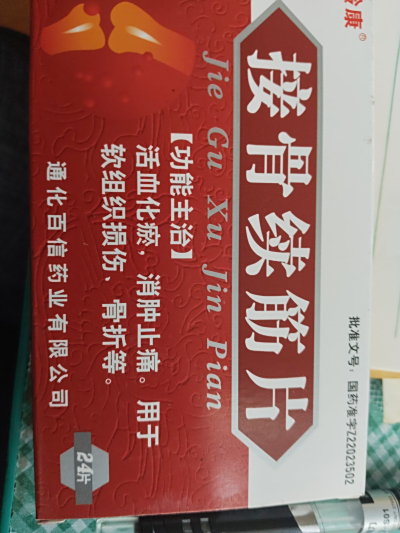 康®
接骨续筋片
Jie Gu Xu Jin Pian
【功能主治】
活血化瘀，消肿止痛。用于
软组织损伤、骨折等。
通化百信药业有限公司
24片
批准文号：国药准字Z22023502